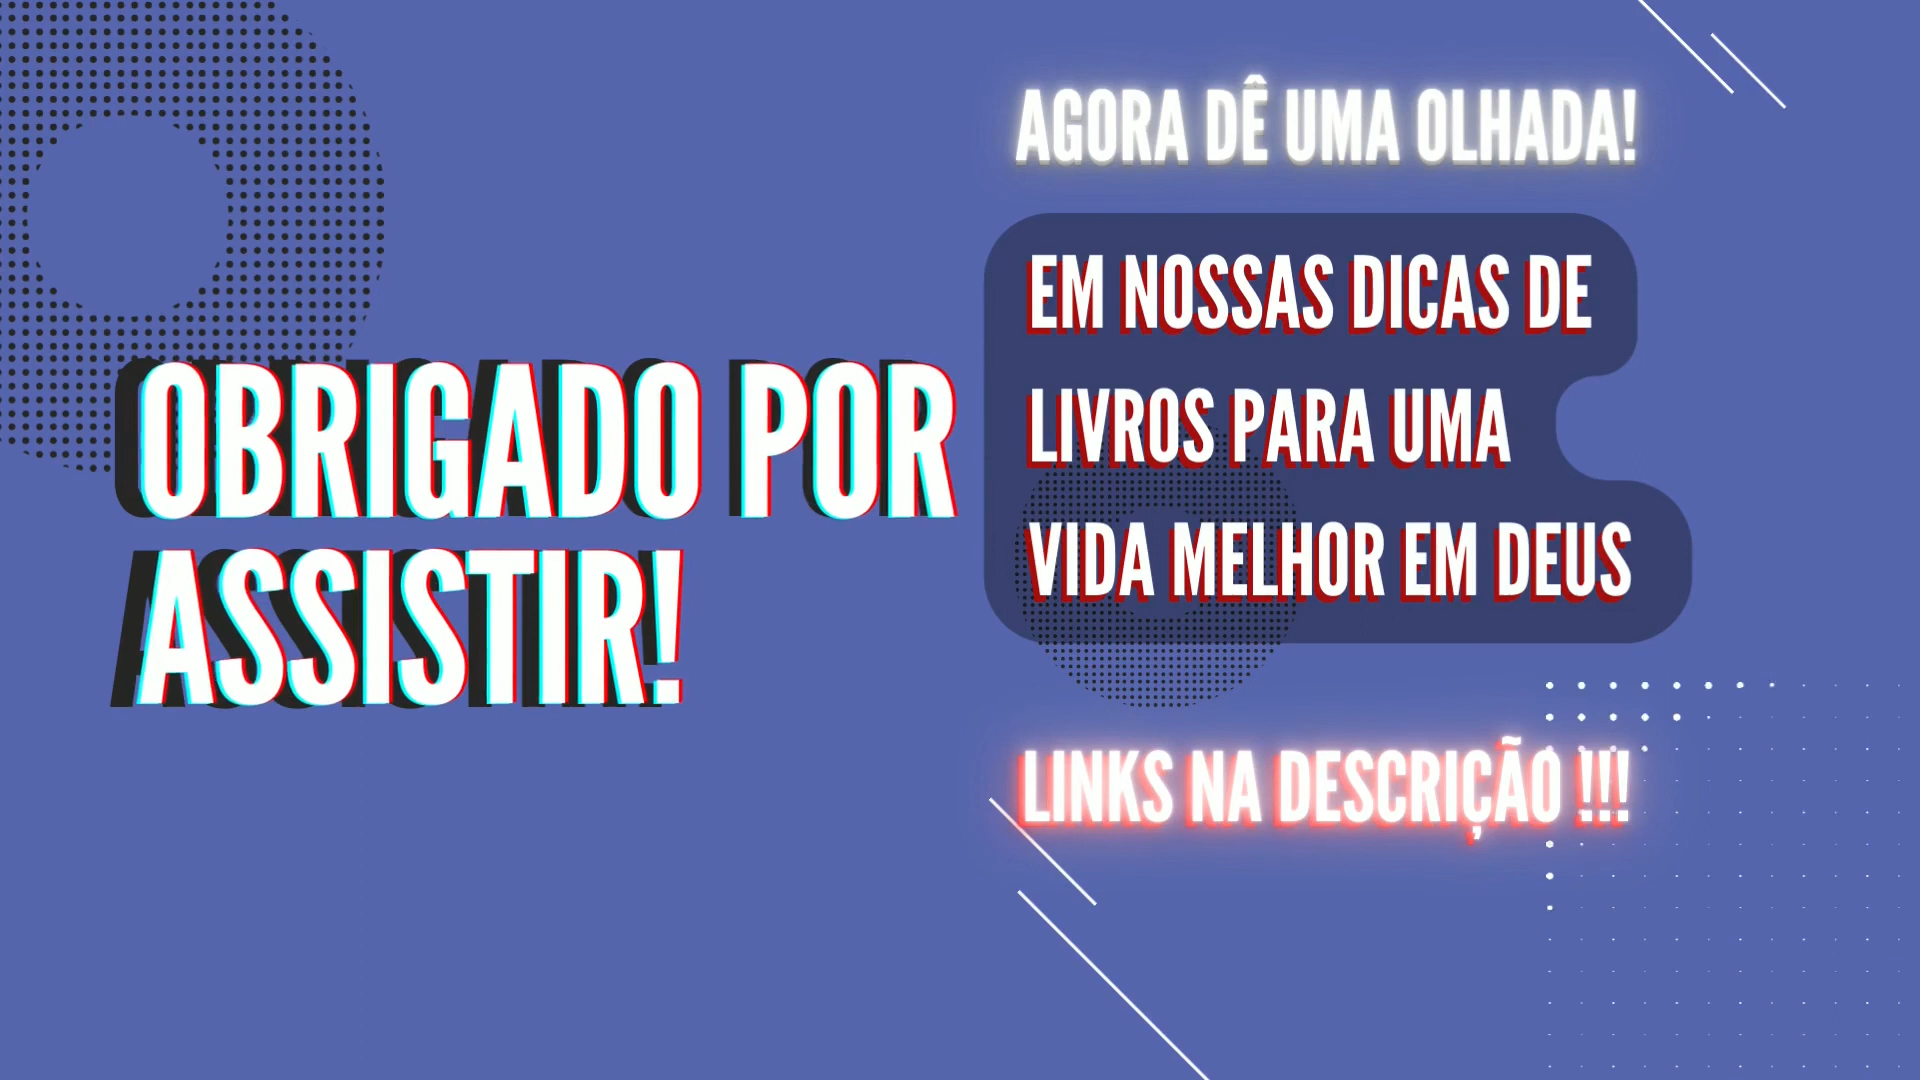 OBRIGADO POR
ASSISTIR!
AGORA DÊ UMA OLHADA!
EM NOSSAS DICAS DE
LIVROS PARA UMA
VIDA MELHOR EM DEUS
LINKS NA DESCRIÇÃO !!!